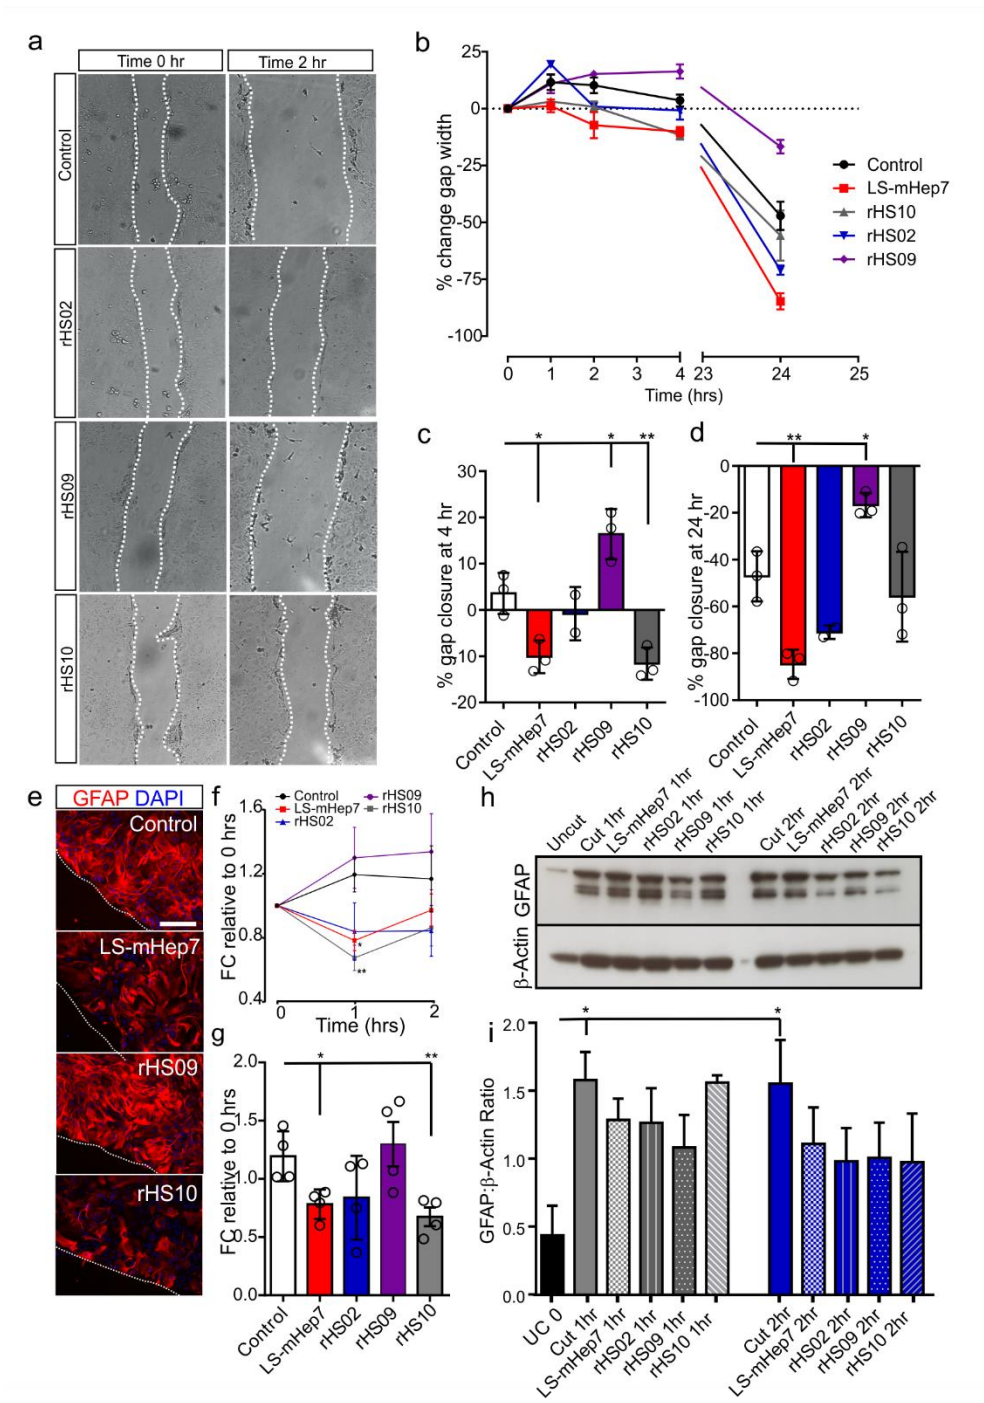 a
Time 0 hr
Time 2 hr
Control
rHS02
rHS09
rHS10
b
% change gap width
25
0
-25
-50
-75
-100
0 1 2 3 4 23 24 25
Time (hrs)
Control
LS-mHep7
rHS10
rHS02
rHS09
c
% gap closure at 4 hr
* * **
30
20
10
0
10
-20
Control
LS-mHep7
rHS02
rHS09
rHS10
d
% gap closure at 24 hr
** *
0
-20
-40
-60
-80
-100
Control
LS-mHep7
rHS02
rHS09
rHS10
e
GFAP DAPI
Control
LS-mHep7
rHS09
rHS10
f
FC relative to 0 hrs
1.6
1.2
0.8
0.4
Control
LS-mHep7
rHS02
rHS09
rHS10
*
**
0 1 2
Time (hrs)
g
FC relative to 0 hrs
* **
2.0
1.5
1.0
0.5
0.0
Control
LS-mHep7
rHS02
rHS09
rHS10
h
Uncut
Cut 1hr
LS-mHep7 1hr
rHS02 1hr
rHS09 1hr
rHS10 1hr
Cut 2hr
LS-mHep7 2hr
rHS02 2hr
rHS09 2hr
rHS10 2hr
GFAP
β-Actin
i
GFAP:β-Actin Ratio
* *
2.0
1.5
1.0
0.5
0.0
UC 0
Cut 1hr
LS-mHep7 1hr
rHS02 1hr
rHS09 1hr
rHS10 1hr
Cut 2hr
LS-mHep7 2hr
rHS02 2hr
rHS09 2hr
rHS10 2hr